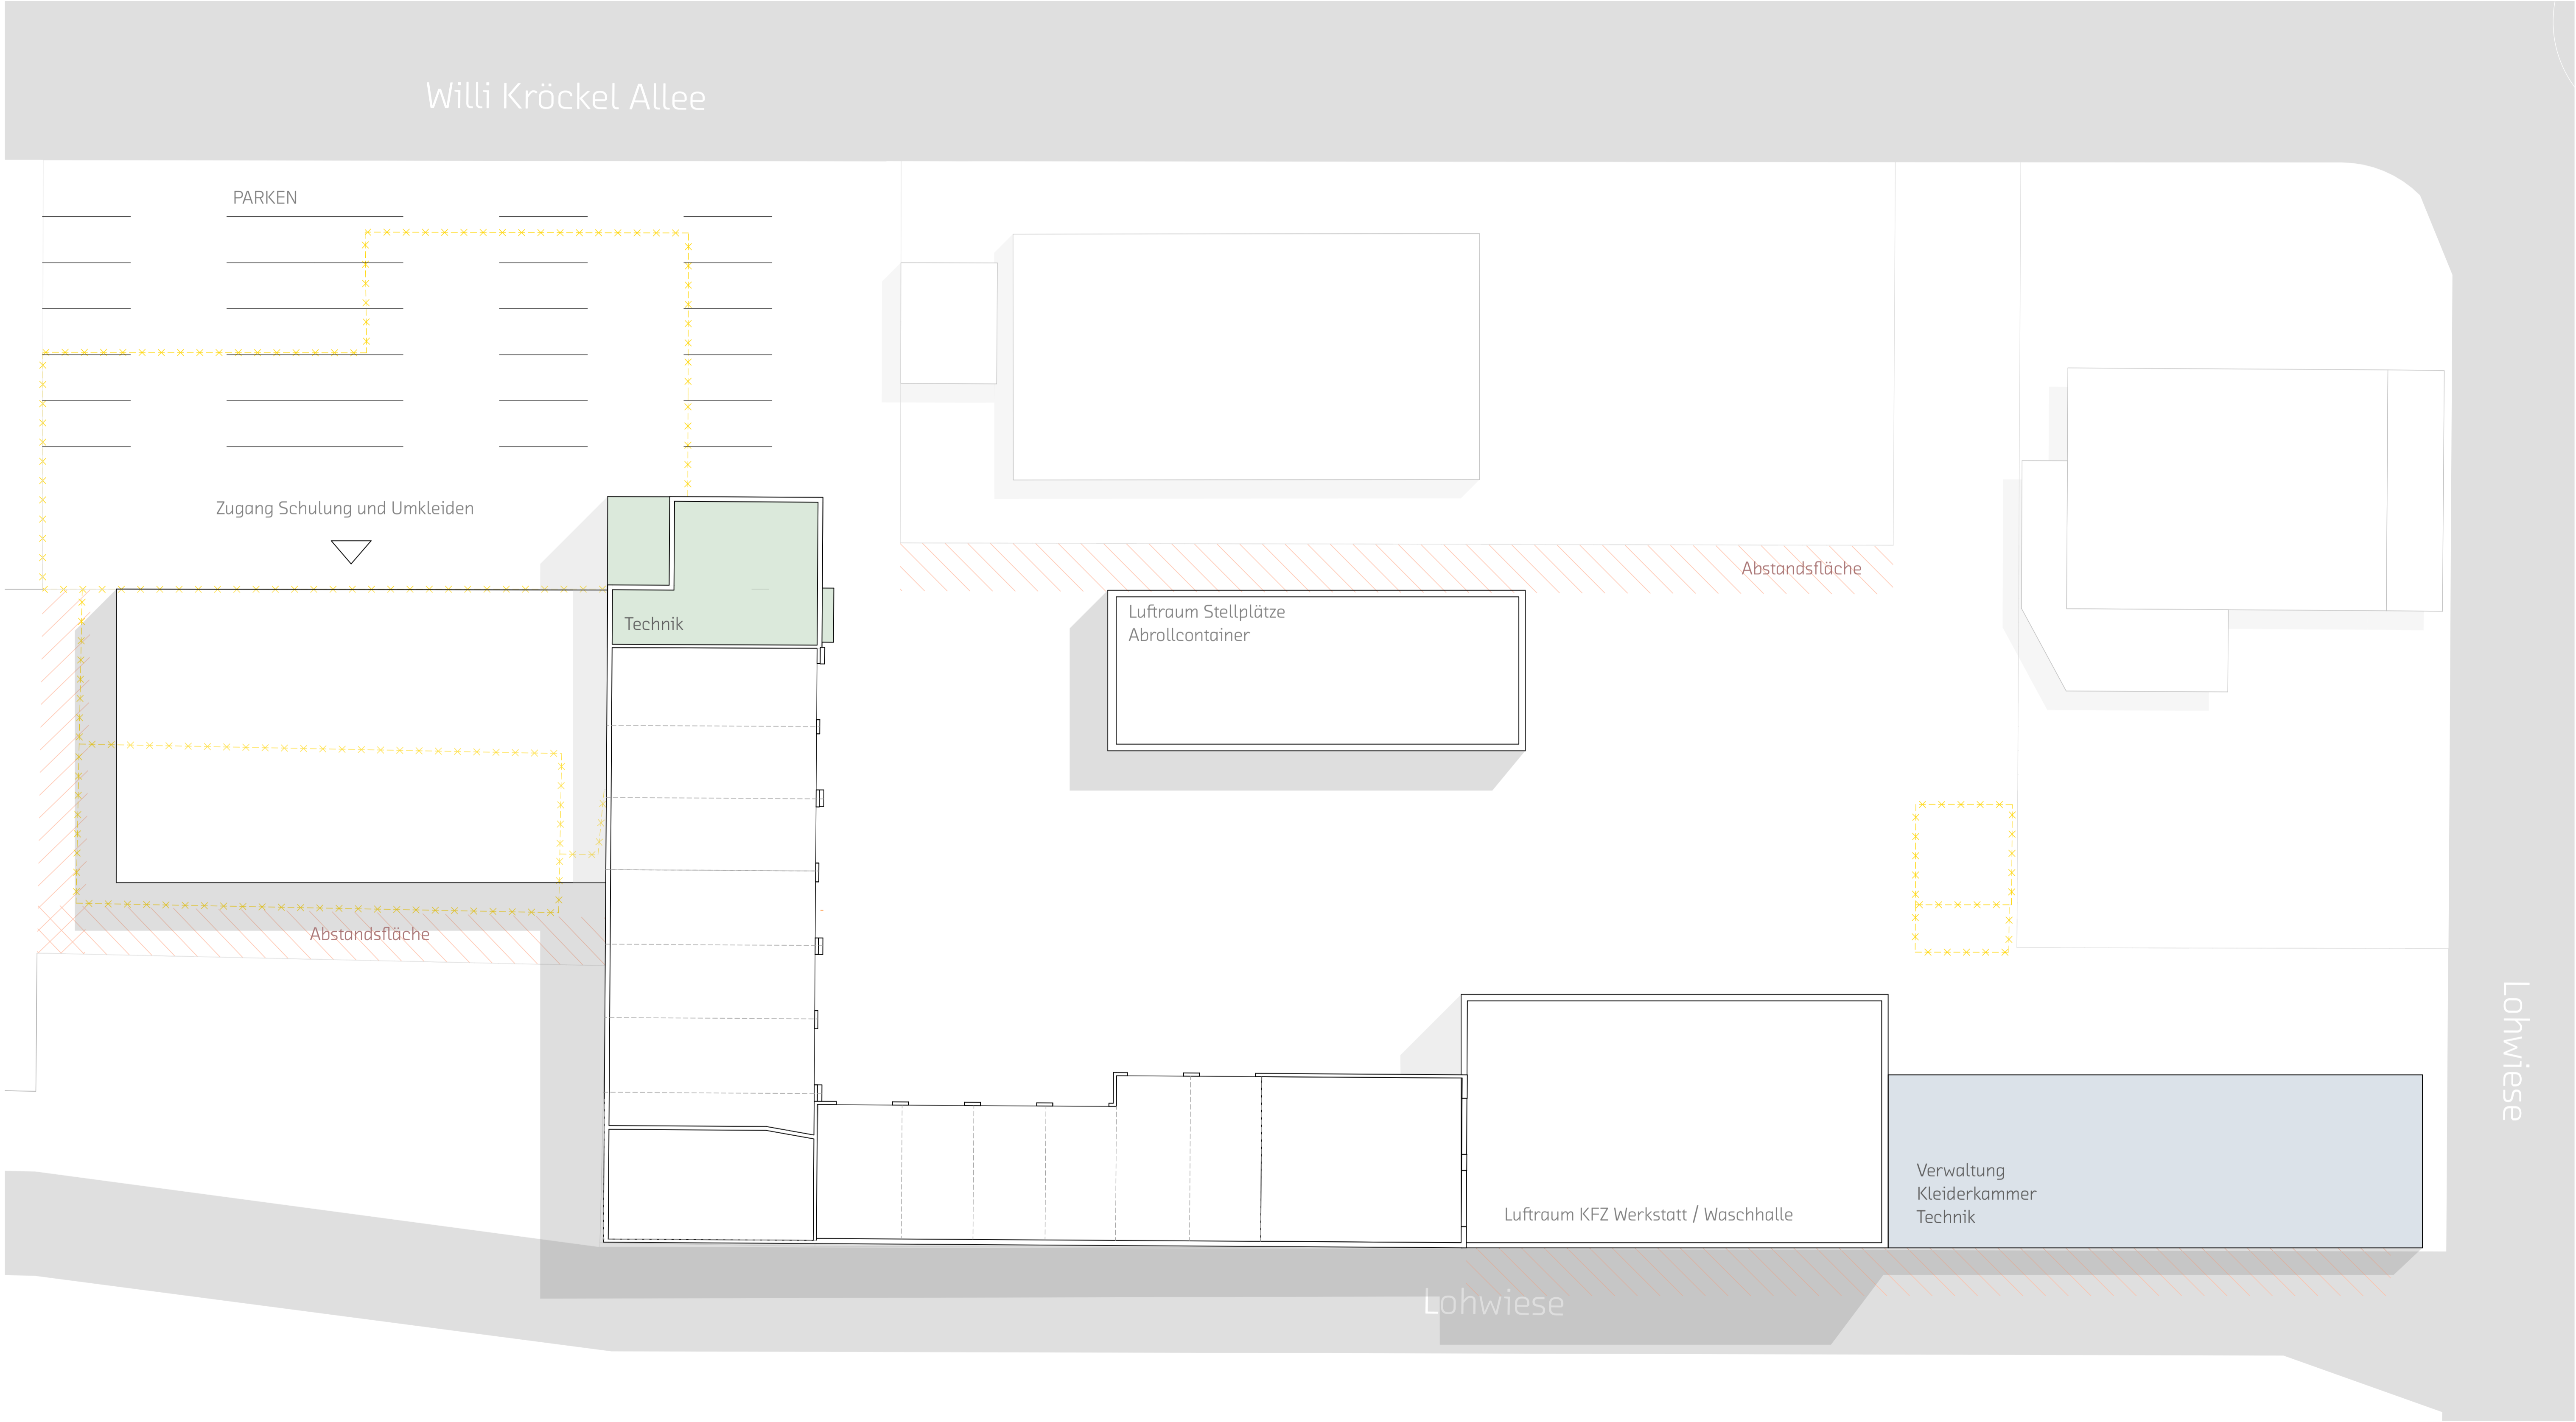 Willi Kröckel Allee
PARKEN
Zugang Schulung und Umkleiden
Abstandsfläche
Luftraum Stellplätze
Abrollcontainer
Technik
Abstandsfläche
Lohwiese
Verwaltung
Kleiderkammer
Technik
Luftraum KFZ Werkstatt / Waschhalle
Lohwiese